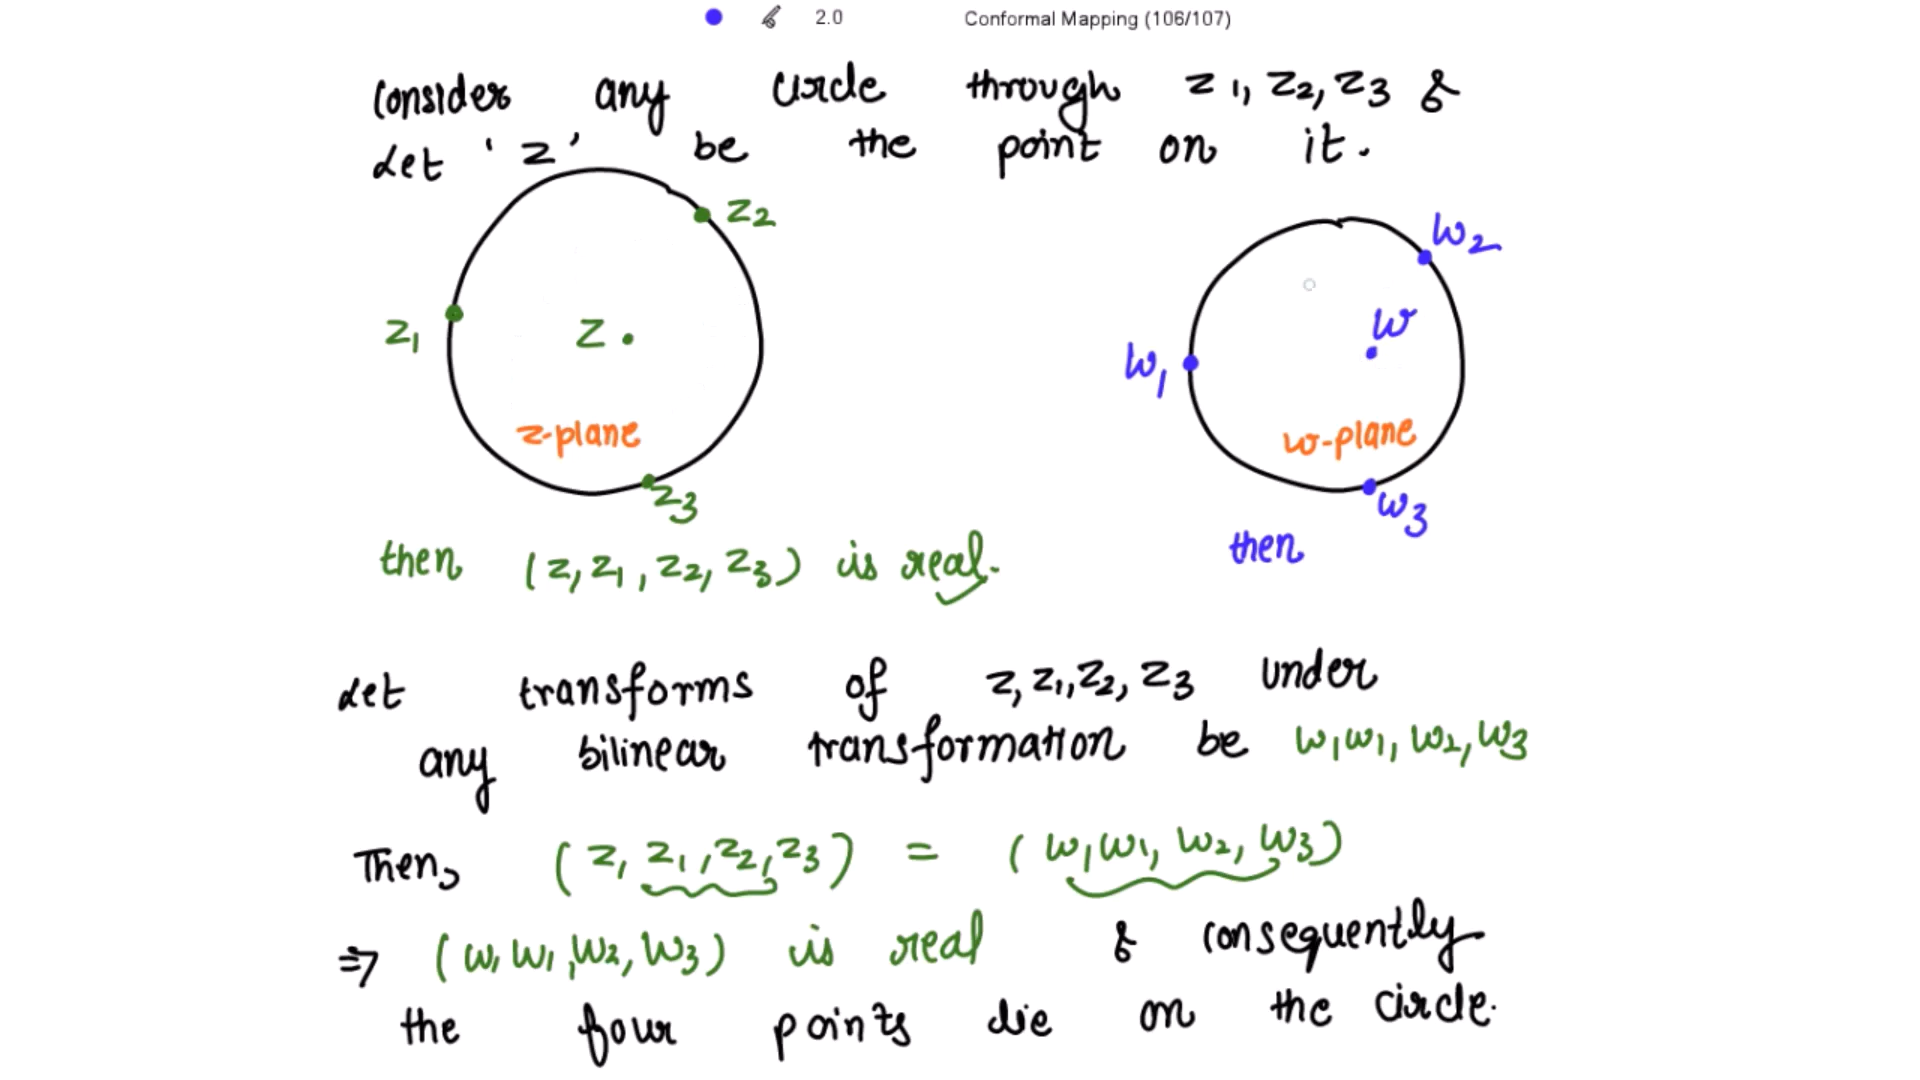 2.0 Conformal Mapping (106/107)
Consider any circle through z1, z2, z3 &
Let 'z' be the point on it.
z2
w2
z1
z .
w
w1
z-plane
w-plane
z3
w3
then (z, z1, z2, z3) is real.
then
Let transforms of z, z1, z2, z3 under
any bilinear transformation be w, w1, w2, w3
Then, (z, z1, z2, z3) = (w, w1, w2, w3)
⇒ (w, w1, w2, w3) is real & consequently
the four points lie on the circle.